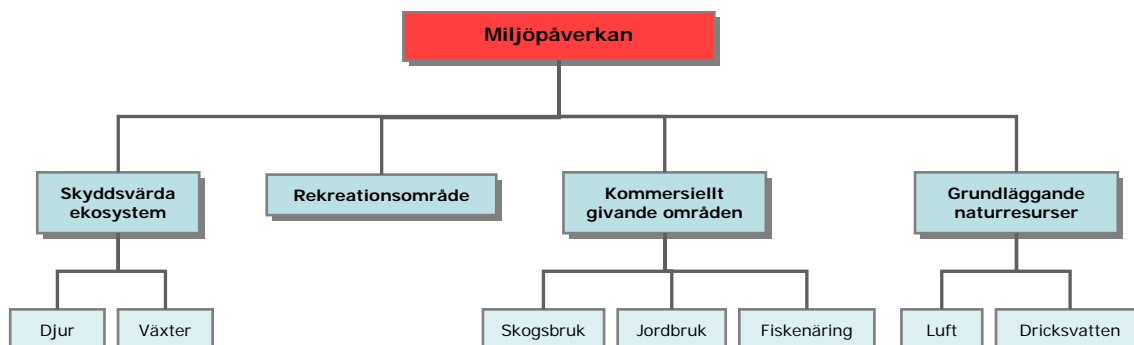 Miljöpåverkan
Skyddsvärda
ekosystem
Rekreationsområde
Kommersiellt
givande områden
Grundläggande
naturresurser
Djur
Växter
Skogsbruk
Jordbruk
Fiskenäring
Luft
Dricksvatten